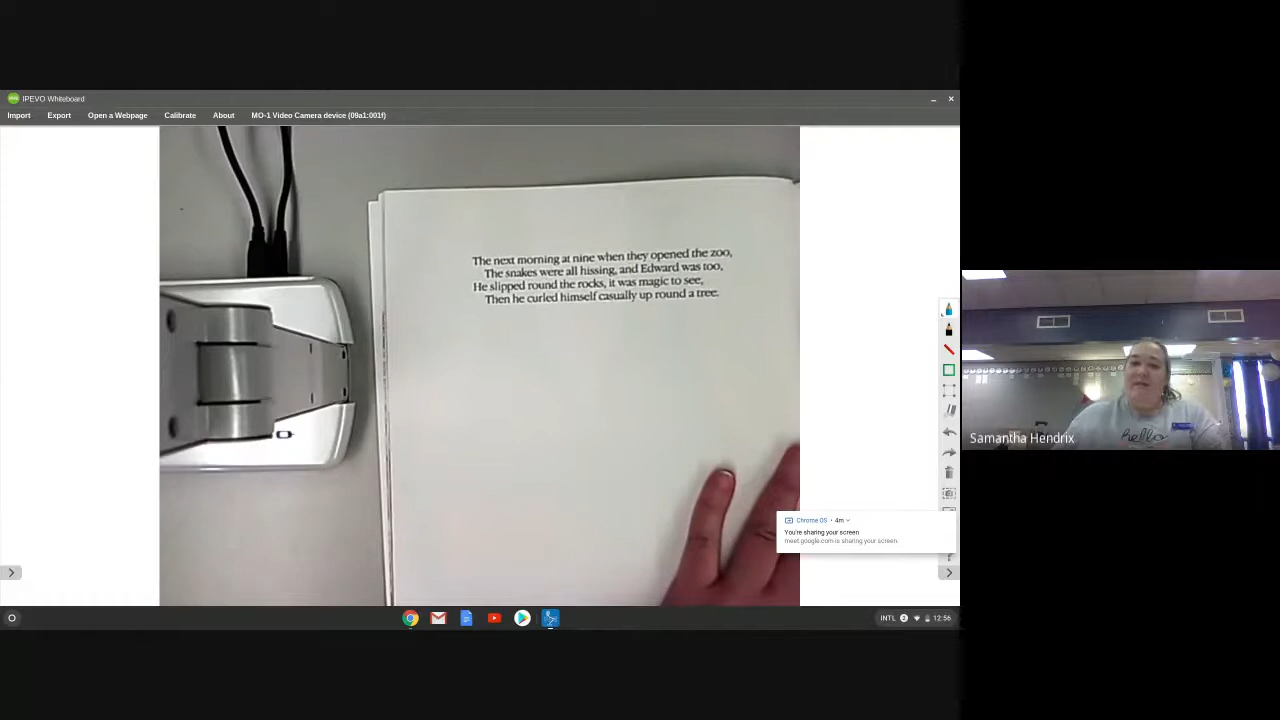 IPEVO Whiteboard
Import Export Open a Webpage Calibrate About MO-1 Video Camera device (09a1:001f)
The next morning at nine when they opened the zoo,
The snakes were all hissing, and Edward was too,
He slipped round the rocks, it was magic to see,
Then he curled himself casually up round a tree.
hello
Samantha Hendrix
Chrome OS • 4m
You're sharing your screen
meet.google.com is sharing your screen.
INTL 2 12:56